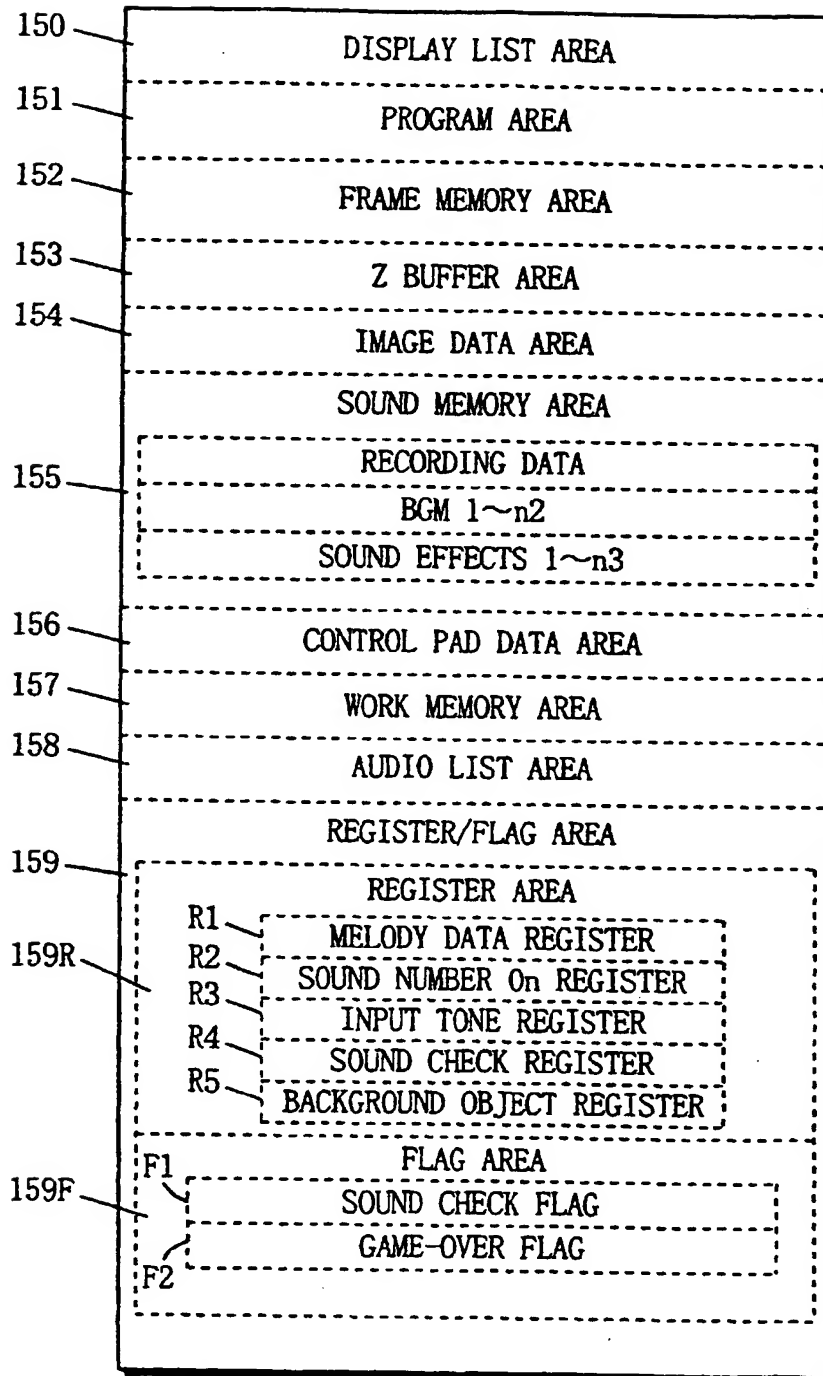 150
DISPLAY LIST AREA
151
PROGRAM AREA
152
FRAME MEMORY AREA
153
Z BUFFER AREA
154
IMAGE DATA AREA
SOUND MEMORY AREA
155
RECORDING DATA
BGM 1〜n2
SOUND EFFECTS 1〜n3
156
CONTROL PAD DATA AREA
157
WORK MEMORY AREA
158
AUDIO LIST AREA
REGISTER/FLAG AREA
159
REGISTER AREA
159R
R1
MELODY DATA REGISTER
R2
SOUND NUMBER On REGISTER
R3
INPUT TONE REGISTER
R4
SOUND CHECK REGISTER
R5
BACKGROUND OBJECT REGISTER
159F
FLAG AREA
F1
SOUND CHECK FLAG
F2
GAME-OVER FLAG